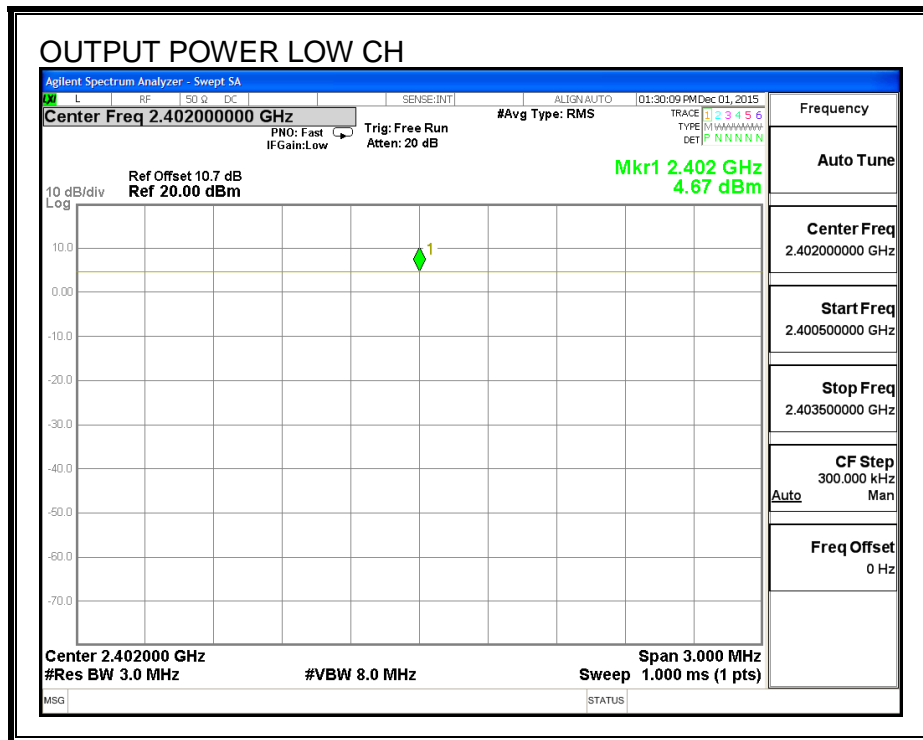 OUTPUT POWER LOW CH
Agilent Spectrum Analyzer - Swept SA
LXI L RF 50 Ω DC SENSE:INT ALIGN AUTO 01:30:09 PM Dec 01, 2015
Center Freq 2.402000000 GHz
PNO: Fast
IFGain:Low
Trig: Free Run
Atten: 20 dB
#Avg Type: RMS
TRACE 1 2 3 4 5 6
TYPE M WWWWW
DET P N N N N N
Ref Offset 10.7 dB
Ref 20.00 dBm
10 dB/div
Log
Mkr1 2.402 GHz
4.67 dBm
1
10.0
0.00
-10.0
-20.0
-30.0
-40.0
-50.0
-60.0
-70.0
Center 2.402000 GHz
#Res BW 3.0 MHz
#VBW 8.0 MHz
Span 3.000 MHz
Sweep 1.000 ms (1 pts)
MSG
STATUS
Frequency
Auto Tune
Center Freq
2.402000000 GHz
Start Freq
2.400500000 GHz
Stop Freq
2.403500000 GHz
CF Step
300.000 kHz
Auto Man
Freq Offset
0 Hz